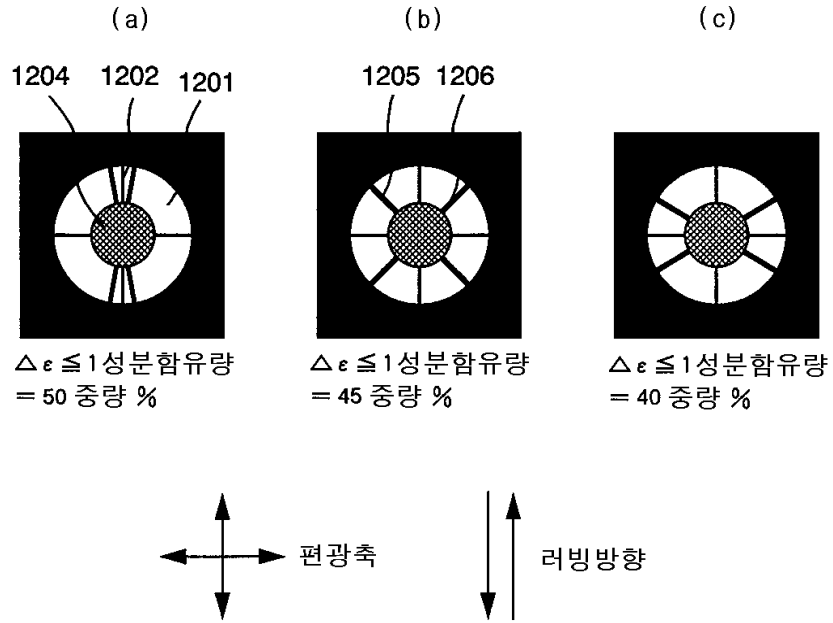 (a) (b) (c)
1204 1202 1201 1205 1206
△ε≦1성분함유량
= 50 중량 %
△ε≦1성분함유량
= 45 중량 %
△ε≦1성분함유량
= 40 중량 %
편광축
러빙방향